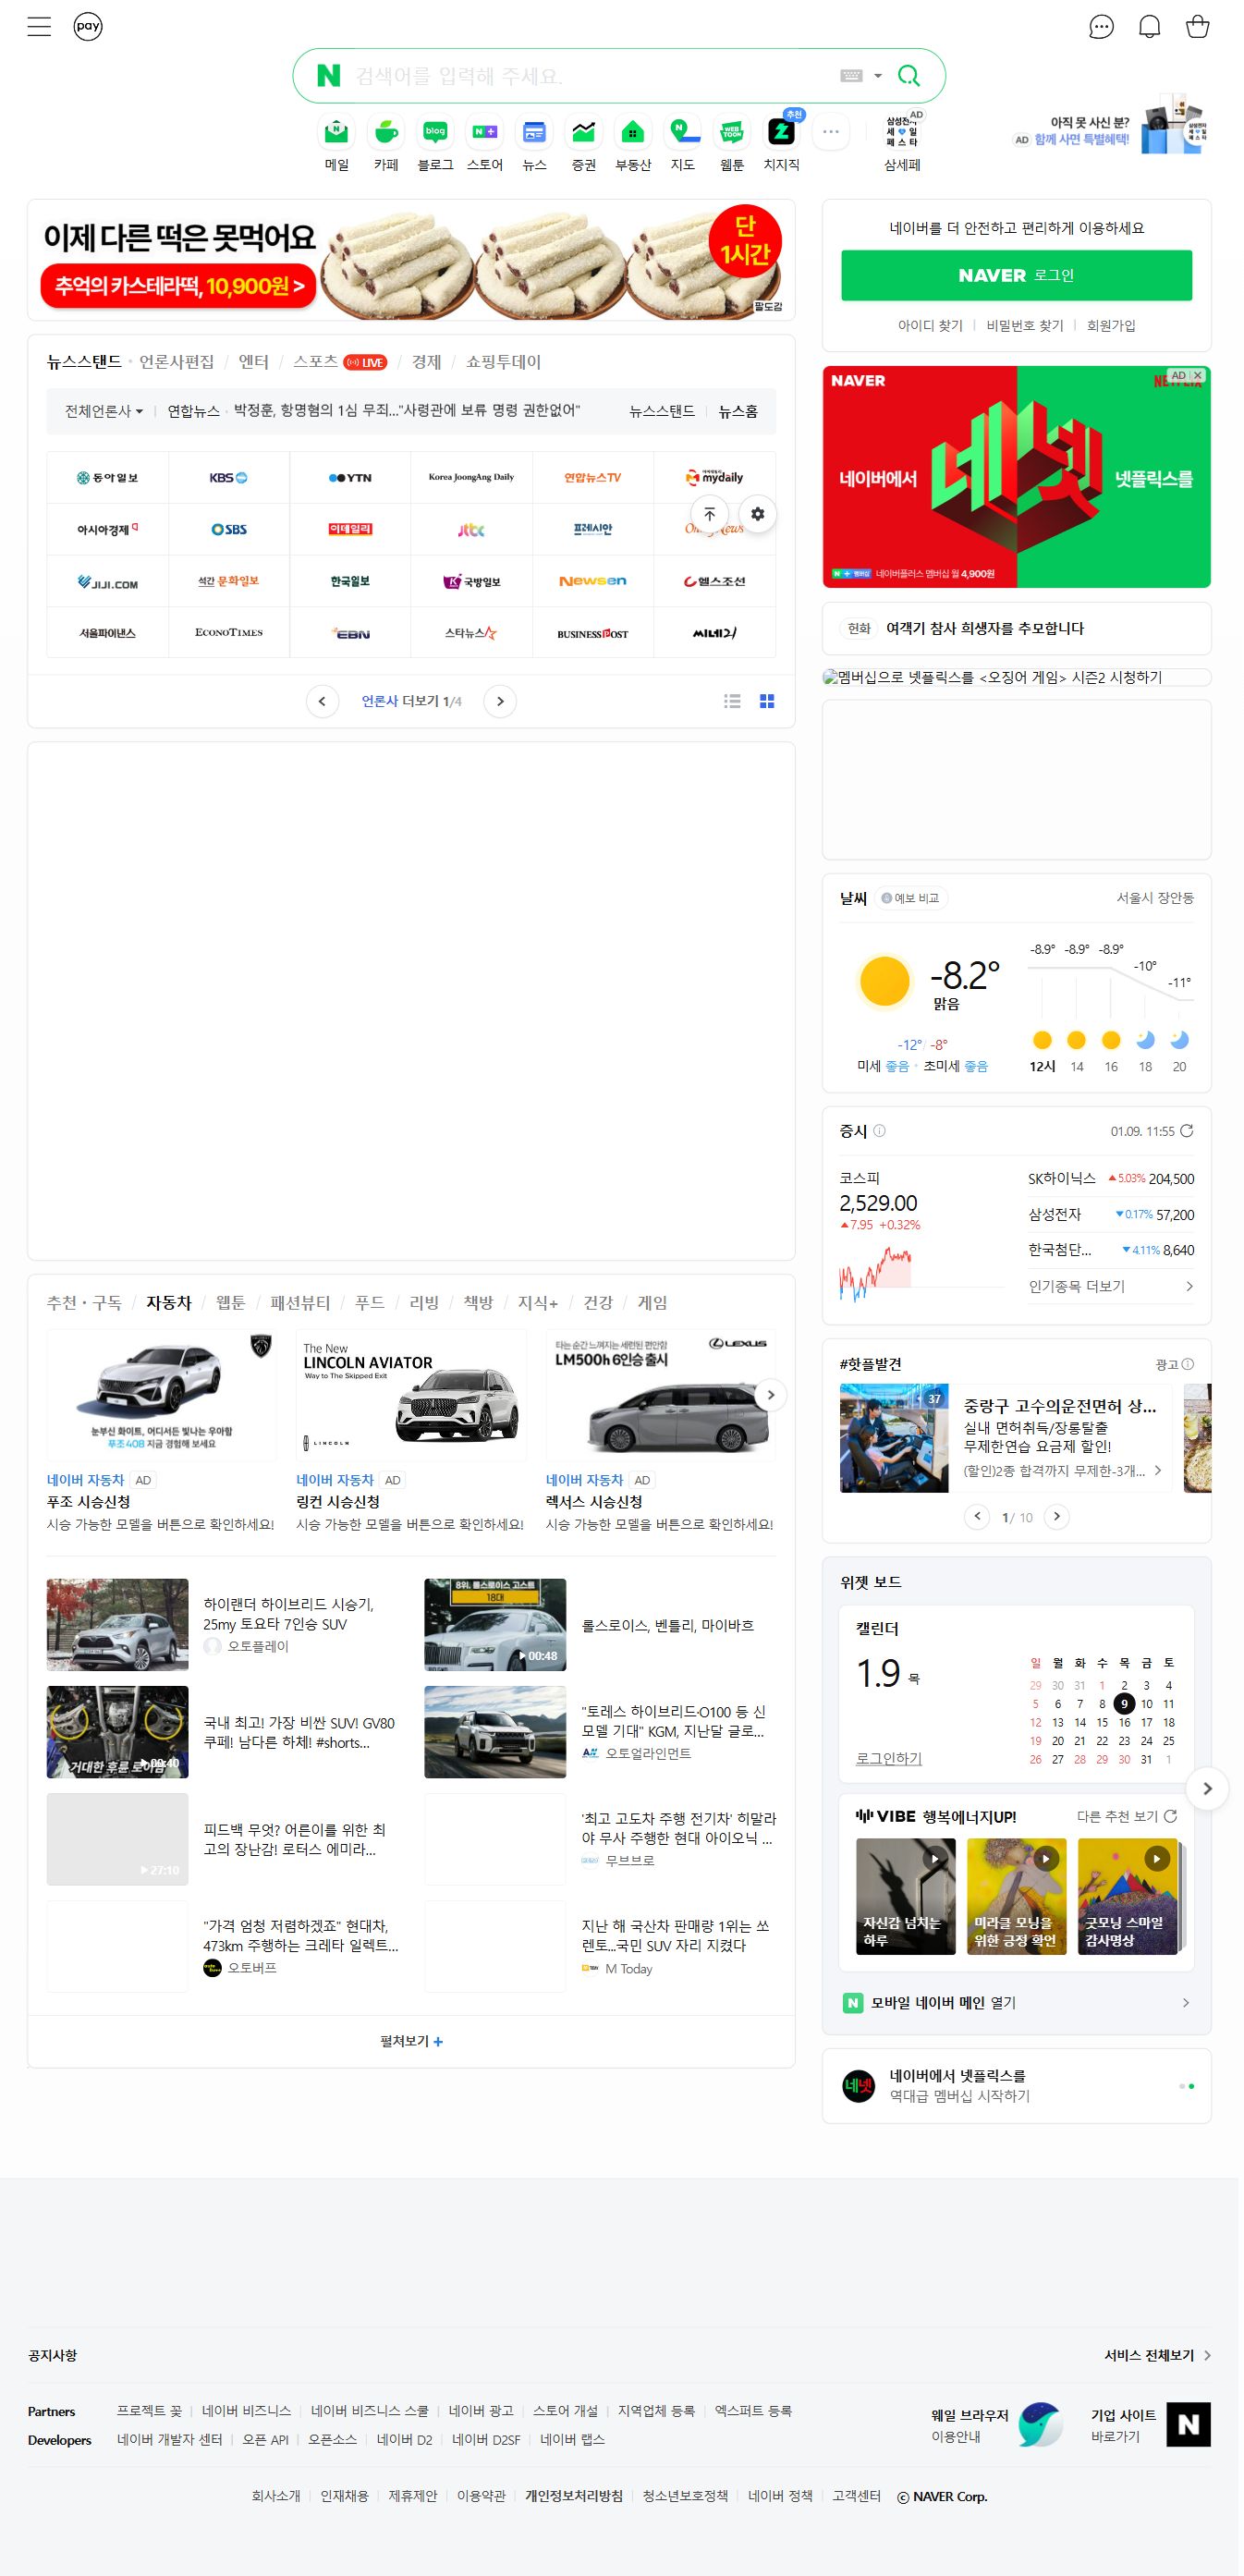 pay
N 검색어를 입력해 주세요.
메일
카페
blog
블로그
N +
스토어
뉴스
증권
부동산
N
지도
WEB TOON
웹툰
추천
치지직
AD
삼성전자
세 일
페스타
삼세페
아직 못 사신 분?
AD 함께 사면 특별혜택!
이제 다른 떡은 못먹어요
추억의 카스테라떡, 10,900원 >
단
1시간
팔도감
뉴스스탠드 · 언론사편집 / 엔터 / 스포츠 LIVE / 경제 / 쇼핑투데이
전체언론사 연합뉴스 · 박정훈, 항명혐의 1심 무죄..."사령관에 보류 명령 권한없어" 뉴스스탠드 뉴스홈
동아일보 KBS YTN Korea JoongAng Daily 연합뉴스TV mydaily
아시아경제 SBS 이데일리 jtbc 프레시안
JIJI.COM 석간 문화일보 한국일보 K 국방일보 Newsen 헬스조선
서울파이낸스 ECONOTIMES EBN 스타뉴스 BUSINESSPOST 씨네21
언론사 더보기 1/4
네이버를 더 안전하고 편리하게 이용하세요
NAVER 로그인
아이디 찾기 비밀번호 찾기 회원가입
NAVER
AD
네이버에서
네넷
넷플릭스를
N + 멤버십 네이버플러스 멤버십 월 4,900원
헌화 여객기 참사 희생자를 추모합니다
멤버십으로 넷플릭스를 <오징어 게임> 시즌2 시청하기
날씨 예보 비교 서울시 장안동
-8.2°
맑음
-12° / -8°
미세 좋음 · 초미세 좋음
-8.9° -8.9° -8.9° -10° -11°
12시 14 16 18 20
증시 01.09. 11:55
코스피
2,529.00
▲7.95 +0.32%
SK하이닉스 ▲5.03% 204,500
삼성전자 ▼0.17% 57,200
한국첨단... ▼4.11% 8,640
인기종목 더보기
#핫플발견 광고
37
중랑구 고수의운전면허 상...
실내 면허취득/장롱탈출
무제한연습 요금제 할인!
(할인)2종 합격까지 무제한-3개...
1 / 10
위젯 보드
캘린더
1.9 목
로그인하기
일 월 화 수 목 금 토
29 30 31 1 2 3 4
5 6 7 8 9 10 11
12 13 14 15 16 17 18
19 20 21 22 23 24 25
26 27 28 29 30 31 1
VIBE 행복에너지UP! 다른 추천 보기
자신감 넘치는
하루
미라클 모닝을
위한 긍정 확언
굿모닝 스마일
감사명상
N 모바일 네이버 메인 열기
네넷
네이버에서 넷플릭스를
역대급 멤버십 시작하기
추천 · 구독 / 자동차 / 웹툰 / 패션뷰티 / 푸드 / 리빙 / 책방 / 지식+ / 건강 / 게임
눈부신 화이트, 어디서든 빛나는 우아함
푸조 408 지금 경험해 보세요
네이버 자동차 AD
푸조 시승신청
시승 가능한 모델을 버튼으로 확인하세요!
The New
LINCOLN AVIATOR
Way to The Skipped Exit
LINCOLN
네이버 자동차 AD
링컨 시승신청
시승 가능한 모델을 버튼으로 확인하세요!
타는 순간 느껴지는 세련된 편안함
LM500h 6인승 출시
LEXUS
네이버 자동차 AD
렉서스 시승신청
시승 가능한 모델을 버튼으로 확인하세요!
하이랜더 하이브리드 시승기,
25my 토요타 7인승 SUV
오토플레이
8위. 롤스로이스 고스트
18대
00:48
롤스로이스, 벤틀리, 마이바흐
국내 최고! 가장 비싼 SUV! GV80
쿠페! 남다른 하체! #shorts...
"토레스 하이브리드·O100 등 신
모델 기대" KGM, 지난달 글로...
오토얼라인먼트
27:10
피드백 무엇? 어른이를 위한 최
고의 장난감! 로터스 에미라...
'최고 고도차 주행 전기차' 히말라
야 무사 주행한 현대 아이오닉 ...
무브브로
"가격 엄청 저렴하겠죠" 현대차,
473km 주행하는 크레타 일렉트...
오토버프
지난 해 국산차 판매량 1위는 쏘
렌토...국민 SUV 자리 지켰다
M Today
펼쳐보기 +
공지사항 서비스 전체보기
Partners 프로젝트 꽃 네이버 비즈니스 네이버 비즈니스 스쿨 네이버 광고 스토어 개설 지역업체 등록 엑스퍼트 등록
Developers 네이버 개발자 센터 오픈 API 오픈소스 네이버 D2 네이버 D2SF 네이버 랩스
웨일 브라우저
이용안내
기업 사이트
바로가기
N
회사소개 인재채용 제휴제안 이용약관 개인정보처리방침 청소년보호정책 네이버 정책 고객센터 ⓒ NAVER Corp.